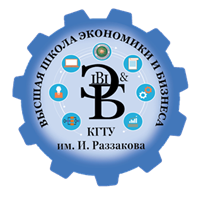 ВЫСШАЯ ШКОЛА ЭКОНОМИКИ И БИЗНЕСА
Э&Б
КГТУ
им. И. Раззакова